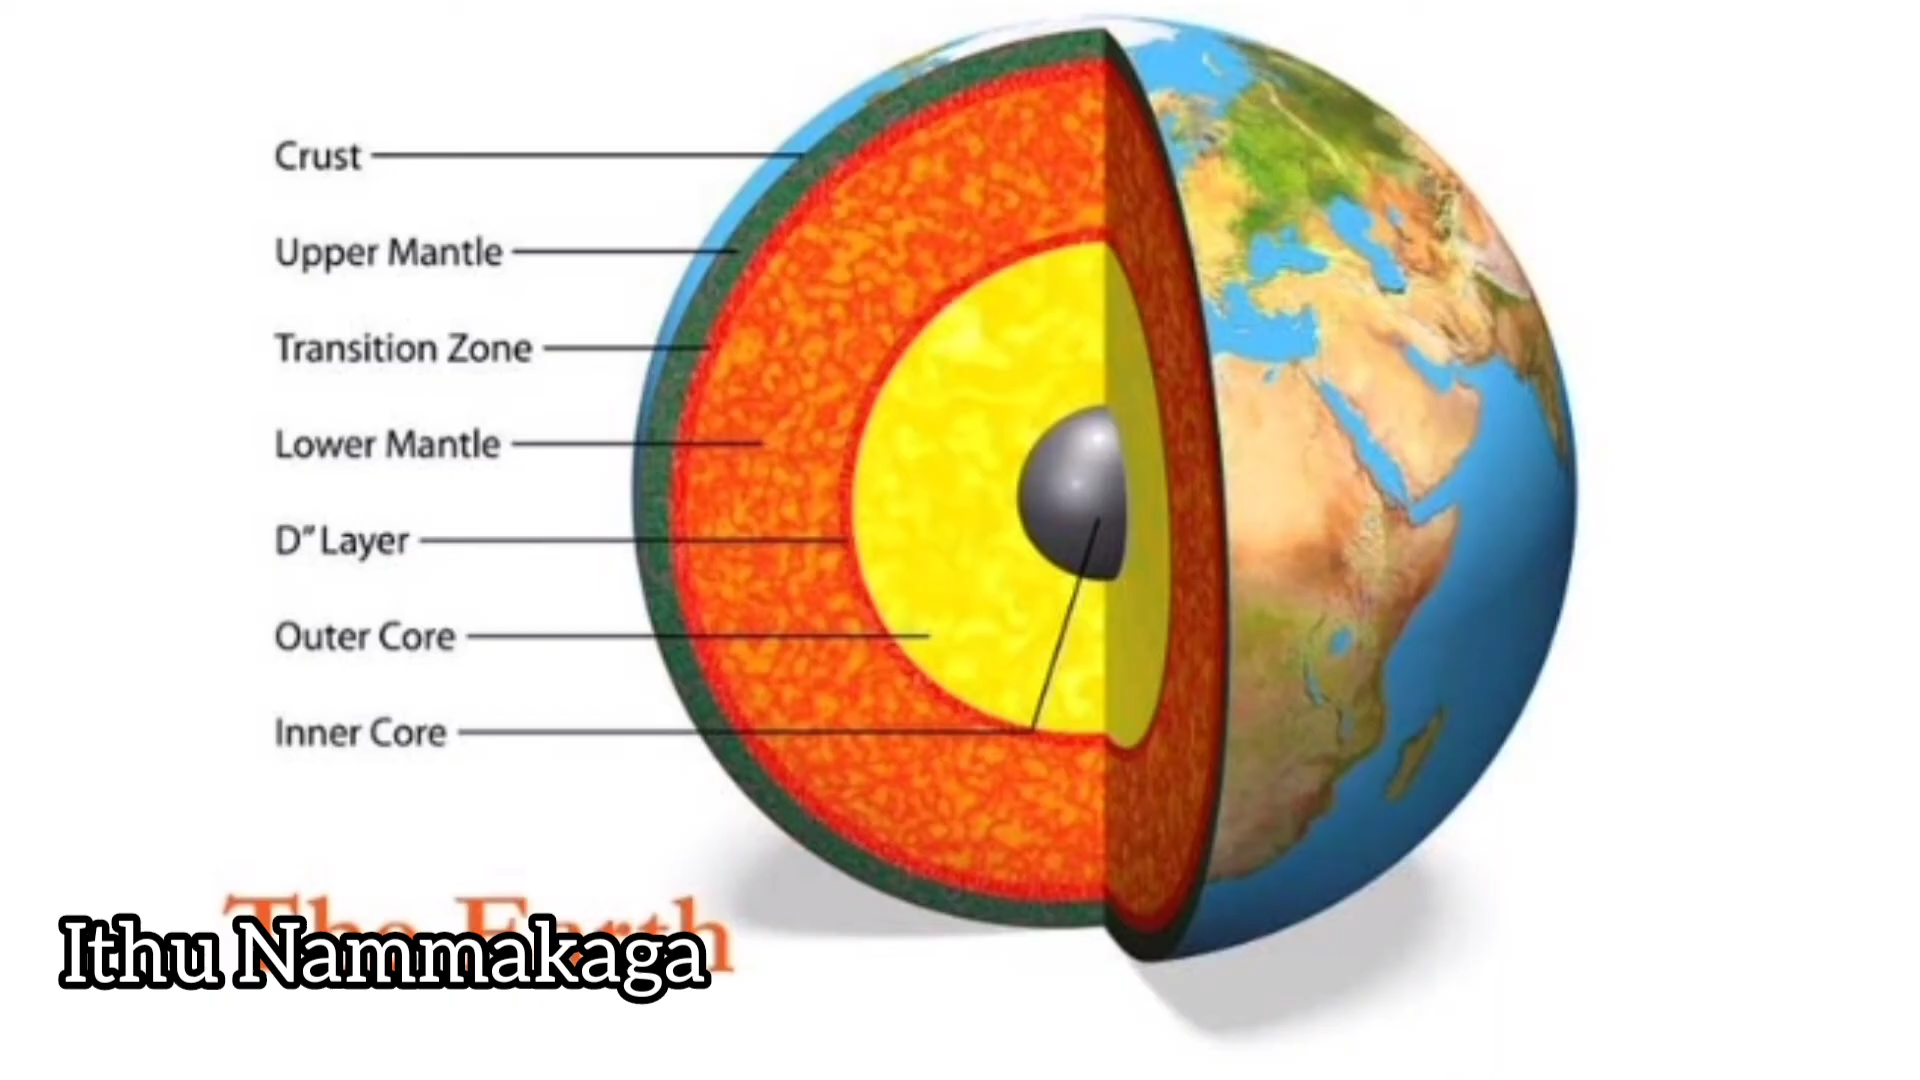 Crust
Upper Mantle
Transition Zone
Lower Mantle
D" Layer
Outer Core
Inner Core
The Earth
Ithu Nammakaga